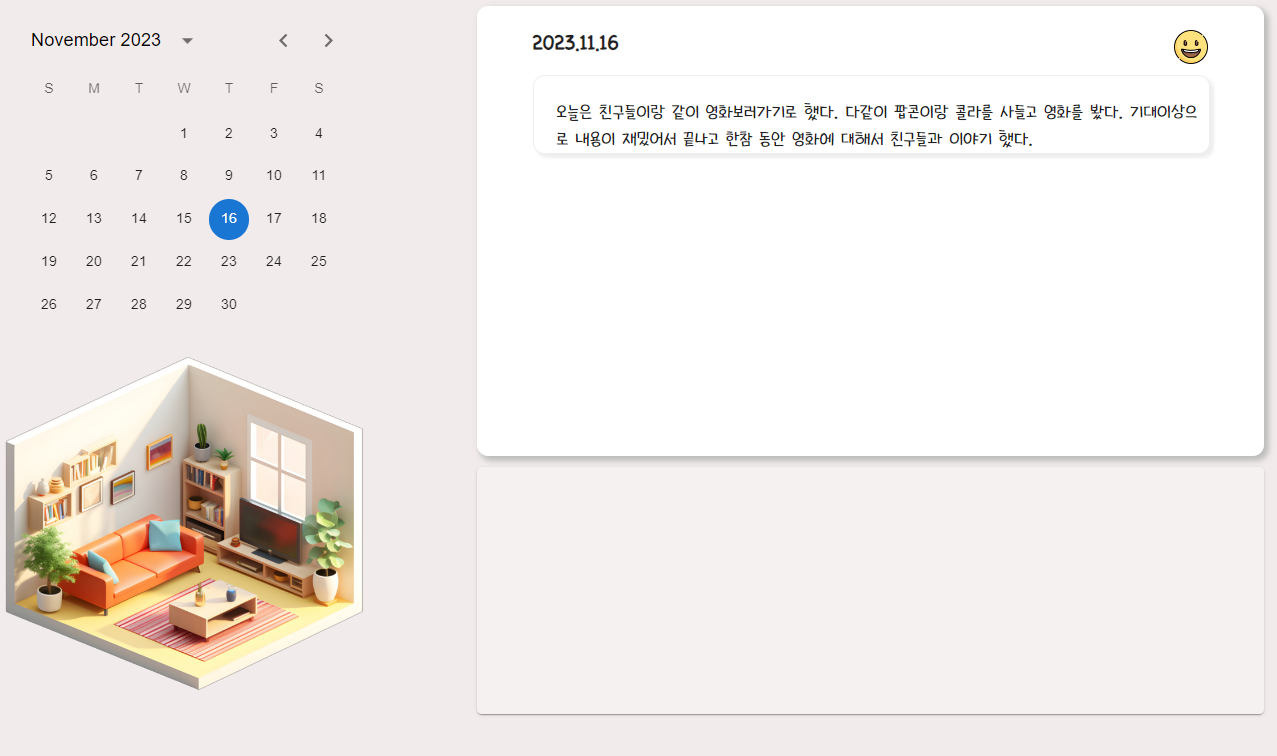 November 2023
S M T W T F S
1 2 3 4
5 6 7 8 9 10 11
12 13 14 15 16 17 18
19 20 21 22 23 24 25
26 27 28 29 30
2023.11.16
오늘은 친구들이랑 같이 영화보러가기로 했다. 다같이 팝콘이랑 콜라를 사들고 영화를 봤다. 기대이상으
로 내용이 재밌어서 끝나고 한참 동안 영화에 대해서 친구들과 이야기 했다.